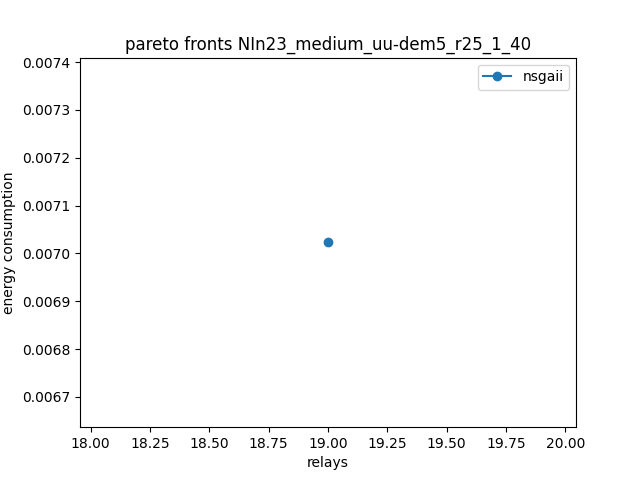 pareto fronts NIn23_medium_uu-dem5_r25_1_40
nsgaii
energy consumption
0.0074
0.0073
0.0072
0.0071
0.0070
0.0069
0.0068
0.0067
18.00 18.25 18.50 18.75 19.00 19.25 19.50 19.75 20.00
relays